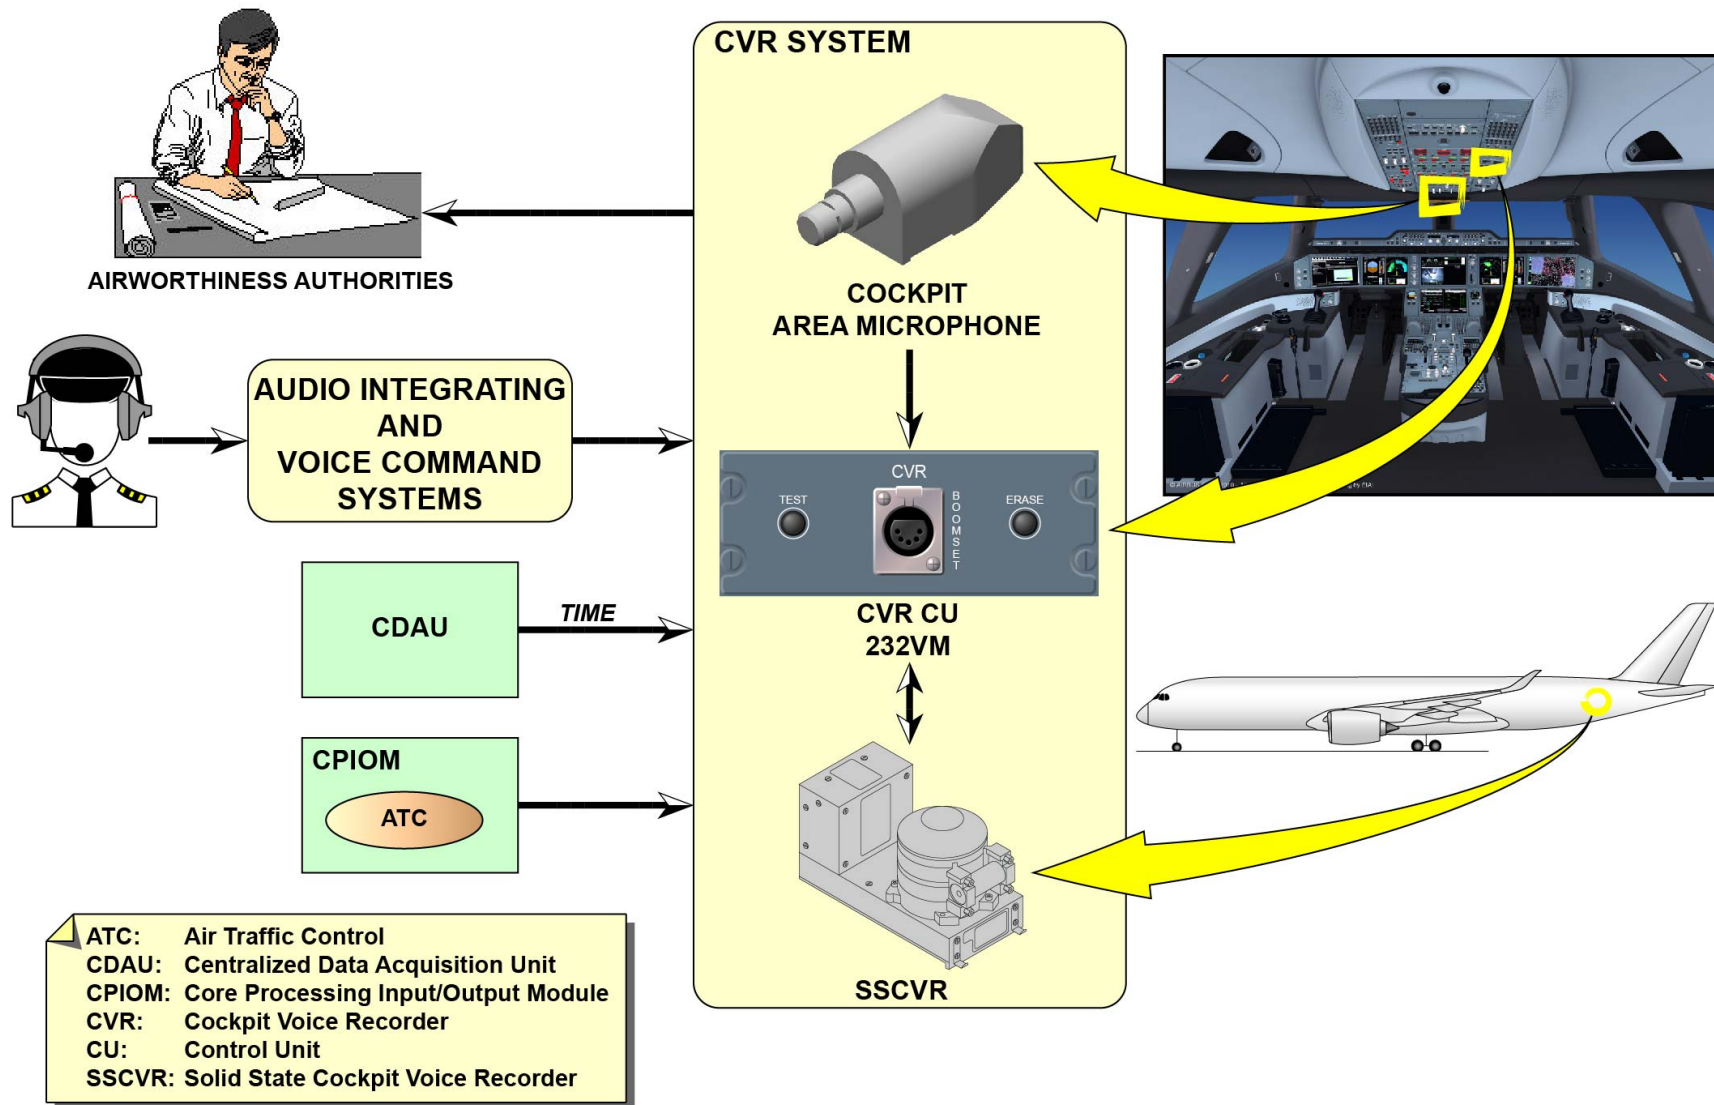 CVR SYSTEM
AIRWORTHINESS AUTHORITIES
COCKPIT
AREA MICROPHONE
AUDIO INTEGRATING
AND
VOICE COMMAND
SYSTEMS
CVR
TEST
BOOMSET
ERASE
CVR CU
232VM
CDAU
TIME
CPIOM
ATC
SSCVR
ATC: Air Traffic Control
CDAU: Centralized Data Acquisition Unit
CPIOM: Core Processing Input/Output Module
CVR: Cockpit Voice Recorder
CU: Control Unit
SSCVR: Solid State Cockpit Voice Recorder